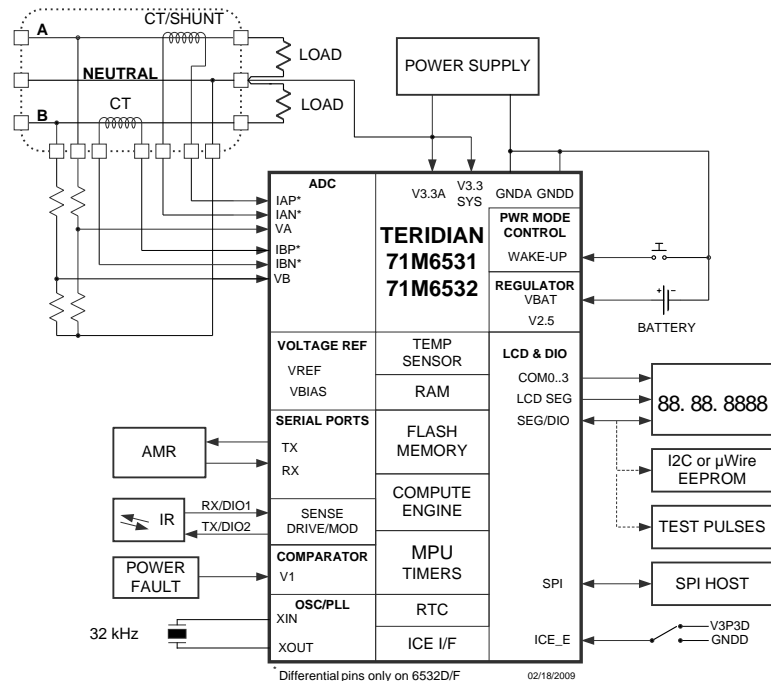 CT/SHUNT
A
LOAD
NEUTRAL
CT
LOAD
B
POWER SUPPLY
ADC
IAP*
IAN*
VA
IBP*
IBN*
VB
V3.3A
V3.3
SYS
GNDA GNDD
TERIDIAN
71M6531
71M6532
PWR MODE
CONTROL
WAKE-UP
REGULATOR
VBAT
V2.5
+ −
BATTERY
VOLTAGE REF
VREF
VBIAS
TEMP
SENSOR
RAM
LCD & DIO
COM0..3
LCD SEG
SEG/DIO
88. 88. 8888
SERIAL PORTS
TX
RX
AMR
FLASH
MEMORY
I2C or µWire
EEPROM
COMPUTE
ENGINE
TEST PULSES
IR
RX/DIO1
TX/DIO2
SENSE
DRIVE/MOD
POWER
FAULT
COMPARATOR
V1
MPU
TIMERS
SPI
SPI HOST
OSC/PLL
XIN
XOUT
32 kHz
RTC
ICE I/F
ICE_E
V3P3D
GNDD
* Differential pins only on 6532D/F
02/18/2009